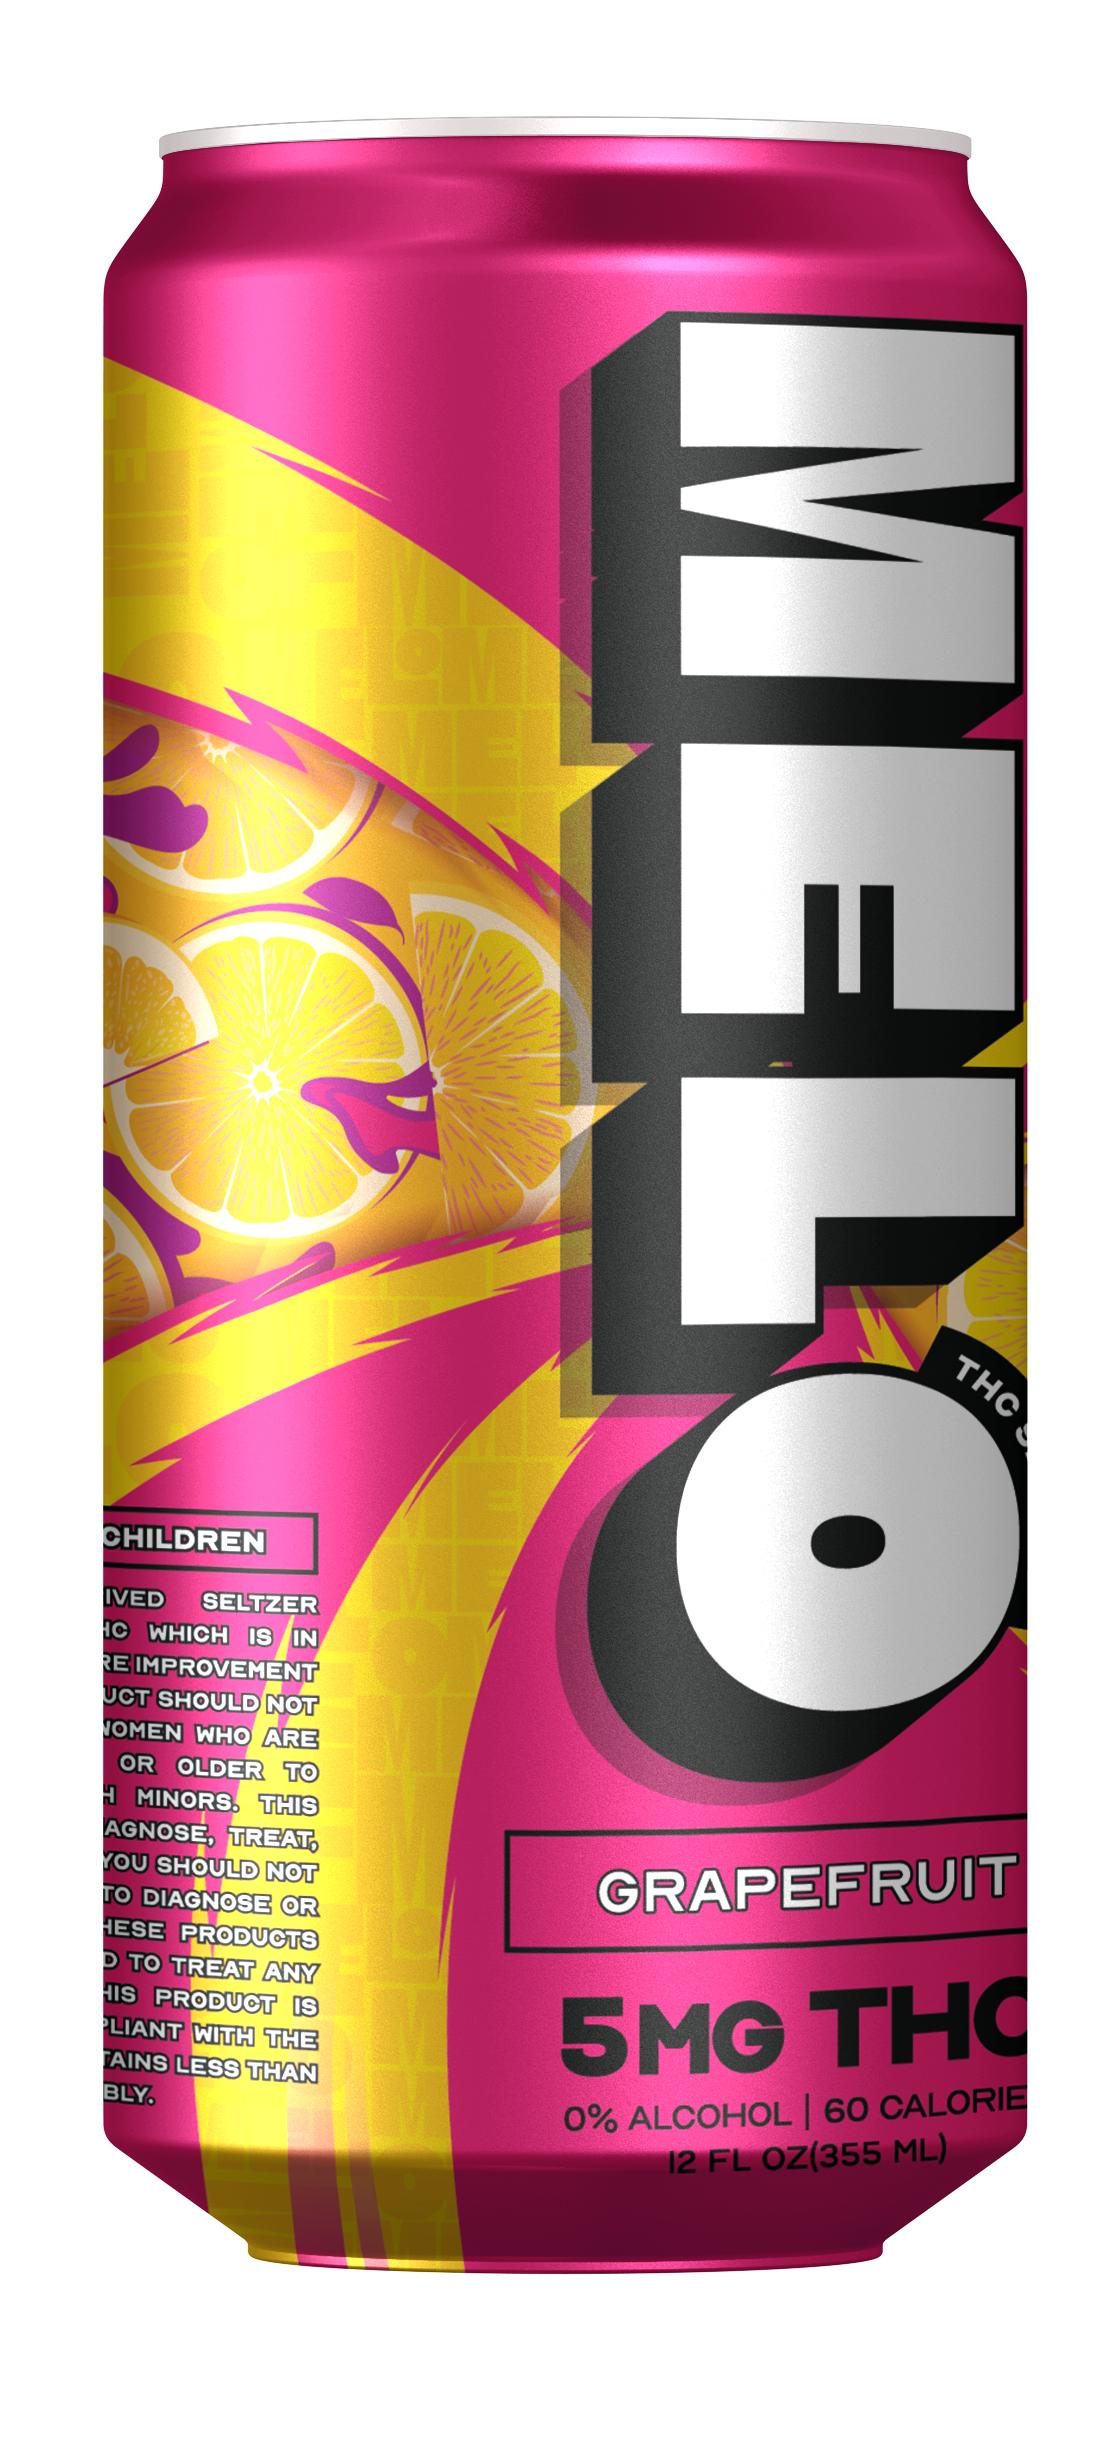 MELO
THC
GRAPEFRUIT
5MG THC
0% ALCOHOL | 60 CALORIE
12 FL OZ(355 ML)
CHILDREN
IVED SELTZER
HC WHICH IS IN
RE IMPROVEMENT
UCT SHOULD NOT
WOMEN WHO ARE
OR OLDER TO
H MINORS. THIS
AGNOSE, TREAT,
YOU SHOULD NOT
TO DIAGNOSE OR
HESE PRODUCTS
D TO TREAT ANY
HIS PRODUCT IS
PLIANT WITH THE
TAINS LESS THAN
BLY.